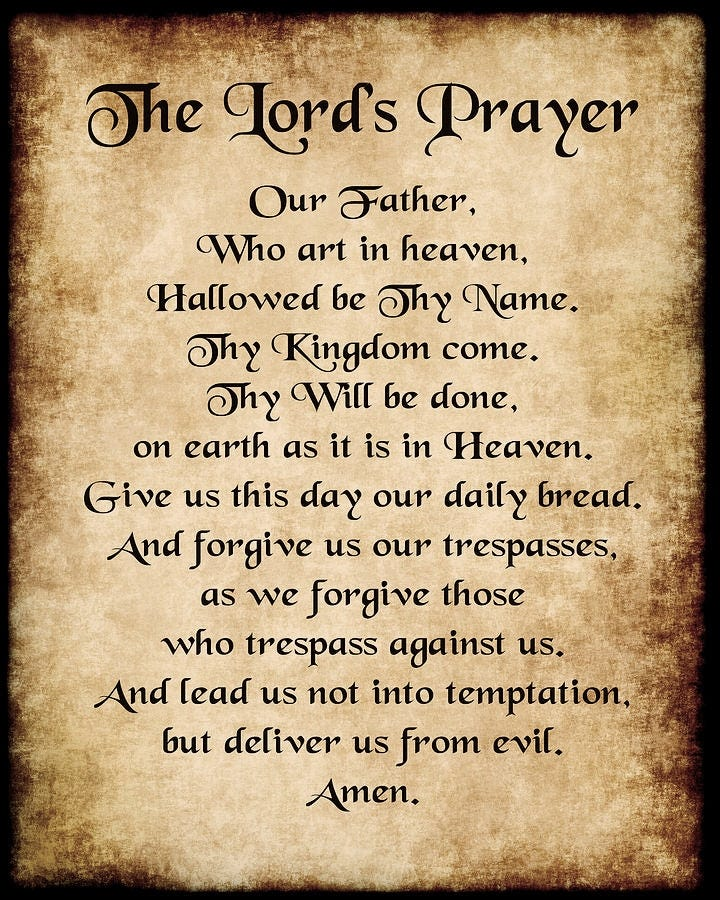 The Lord's Prayer
Our Father,
Who art in heaven,
Hallowed be Thy Name.
Thy Kingdom come.
Thy Will be done,
on earth as it is in Heaven.
Give us this day our daily bread.
And forgive us our trespasses,
as we forgive those
who trespass against us.
And lead us not into temptation,
but deliver us from evil.
Amen.